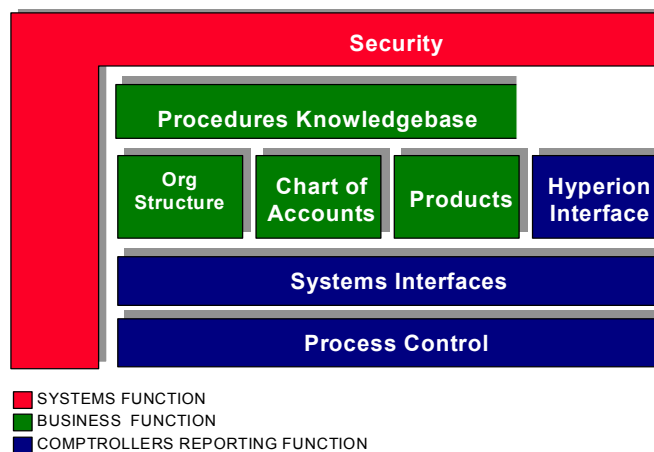 Security
Procedures Knowledgebase
Org
Structure
Chart of
Accounts
Products
Hyperion
Interface
Systems Interfaces
Process Control
SYSTEMS FUNCTION
BUSINESS FUNCTION
COMPTROLLERS REPORTING FUNCTION